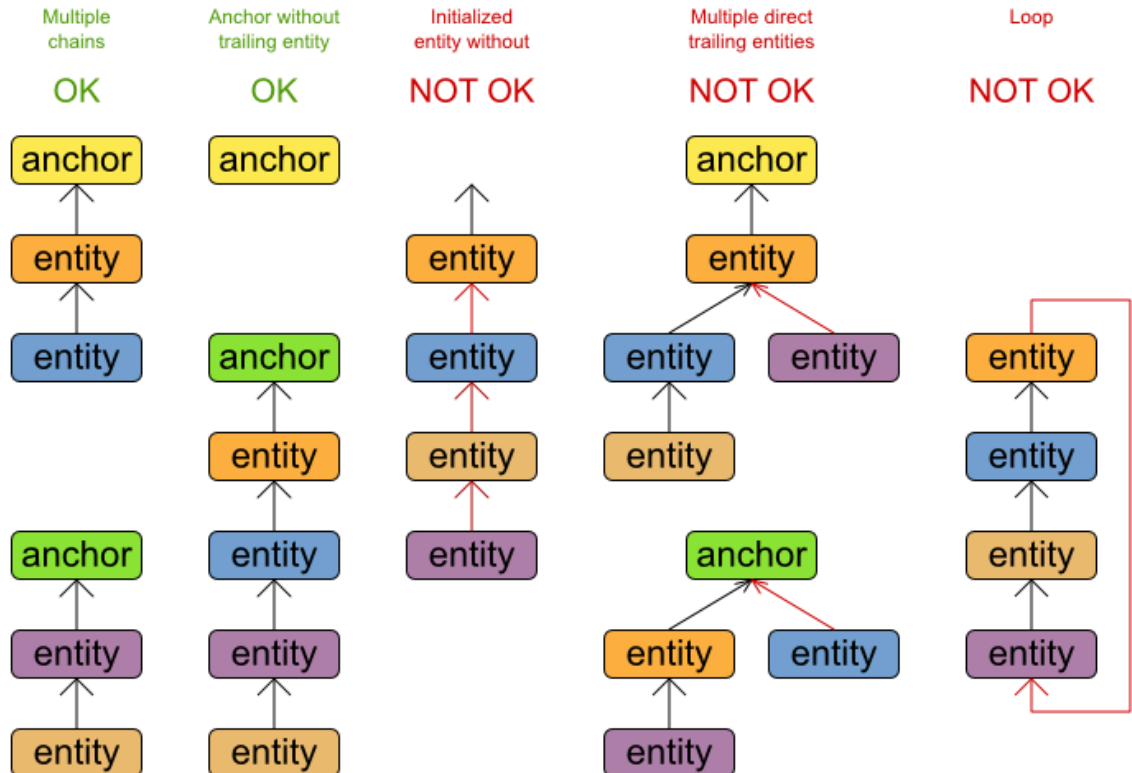 Multiple
chains
OK
anchor
entity
entity
anchor
entity
entity
Anchor without
trailing entity
OK
anchor
anchor
entity
entity
entity
entity
Initialized
entity without
NOT OK
entity
entity
entity
entity
Multiple direct
trailing entities
NOT OK
anchor
entity
entity
entity
entity
anchor
entity
entity
entity
Loop
NOT OK
entity
entity
entity
entity